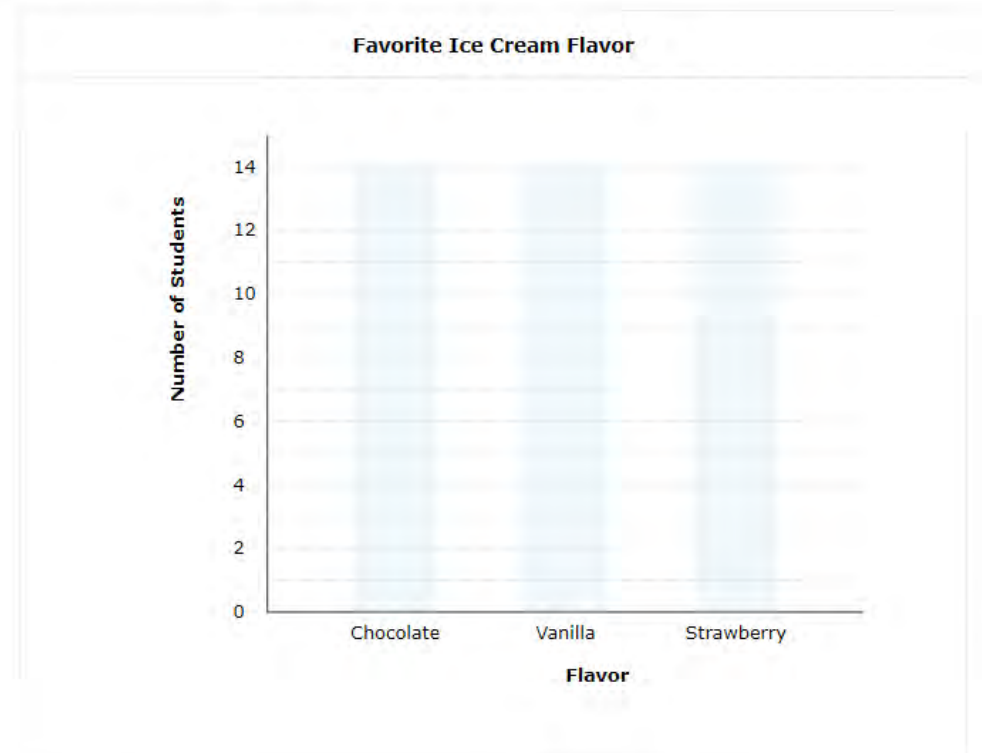 Favorite Ice Cream Flavor
Number of Students
14
12
10
8
6
4
2
0
Chocolate Vanilla Strawberry
Flavor